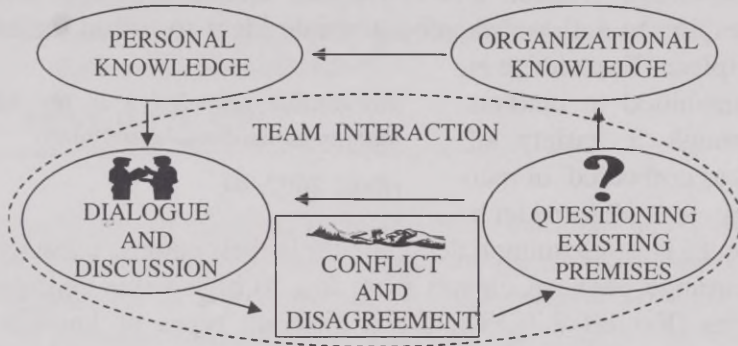 PERSONAL
KNOWLEDGE
ORGANIZATIONAL
KNOWLEDGE
TEAM INTERACTION
DIALOGUE
AND
DISCUSSION
?
QUESTIONING
EXISTING
PREMISES
CONFLICT
AND
DISAGREEMENT